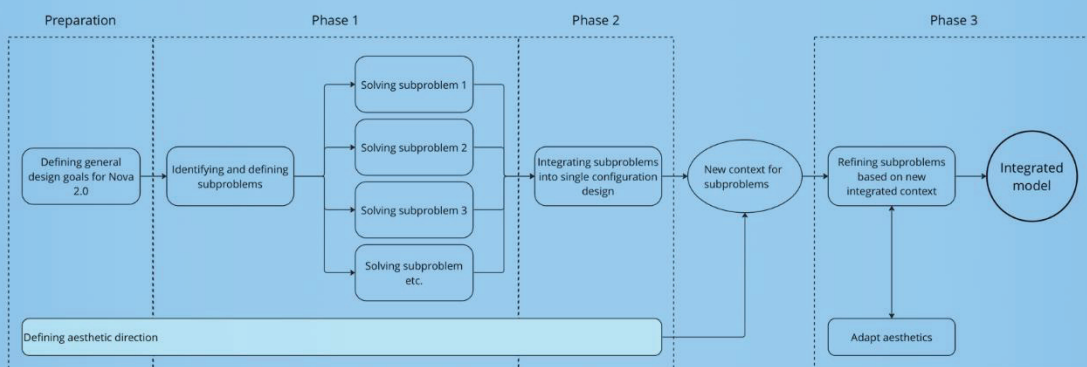 Preparation
Phase 1
Phase 2
Phase 3
Defining general
design goals for Nova
2.0
Identifying and defining
subproblems
Solving subproblem 1
Solving subproblem 2
Solving subproblem 3
Solving subproblem
etc.
Integrating subproblems
into single configuration
design
New context for
subproblems
Refining subproblems
based on new
integrated context
Integrated
model
Defining aesthetic direction
Adapt aesthetics